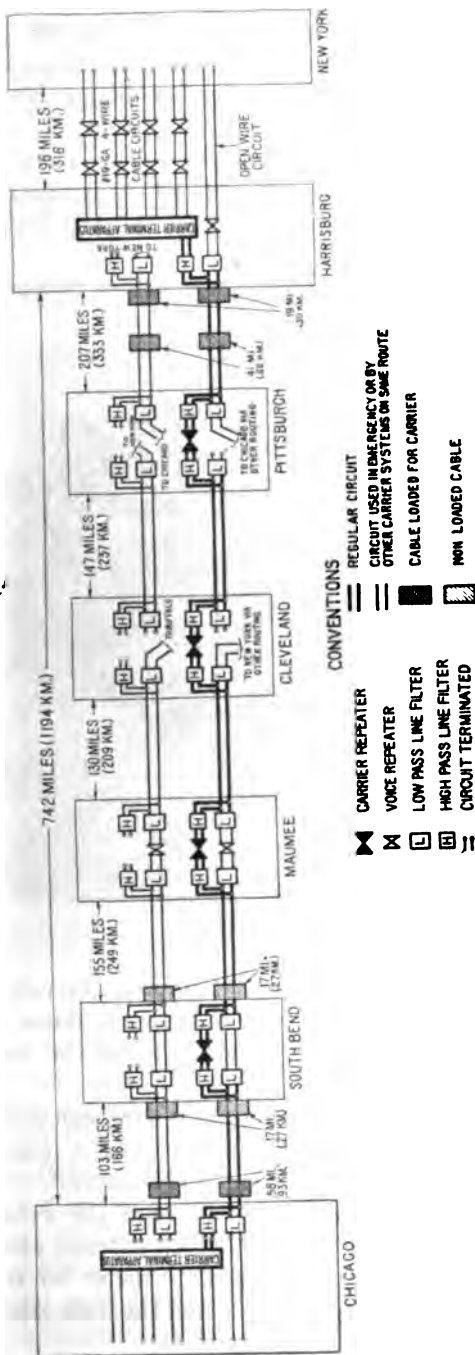 742 MILES (1194 KM.)
103 MILES
(166 KM.)
155 MILES
(249 KM.)
130 MILES
(209 KM.)
147 MILES
(237 KM.)
207 MILES
(333 KM.)
196 MILES
(316 KM.)
CARRIER TERMINAL APPARATUS
H
H
L
L
58 MI.
(93 KM.)
CHICAGO
17 MI.
(27 KM.)
H
H
L
L
H
H
L
L
SOUTH BEND
17 MI.
(27 KM.)
H
H
L
L
H
H
L
L
MAUMEE
H
H
L
L
H
H
L
L
TO NEW YORK VIA
OTHER ROUTING
CLEVELAND
H
H
L
L
TO CHICAGO
H
H
L
L
TO CHICAGO VIA
OTHER ROUTING
PITTSBURGH
19 MI.
H
L
H
L
TO NEW YORK
CARRIER TERMINAL APPARATUS
HARRISBURG
#19-GA 4-WIRE
CABLE CIRCUITS
OPEN WIRE
CIRCUIT
NEW YORK
CONVENTIONS
CARRIER REPEATER
VOICE REPEATER
L LOW PASS LINE FILTER
H HIGH PASS LINE FILTER
CIRCUIT TERMINATED
REGULAR CIRCUIT
CIRCUIT USED IN EMERGENCY OR BY
OTHER CARRIER SYSTEMS ON SAME ROUTE
CABLE LOADED FOR CARRIER
NON LOADED CABLE